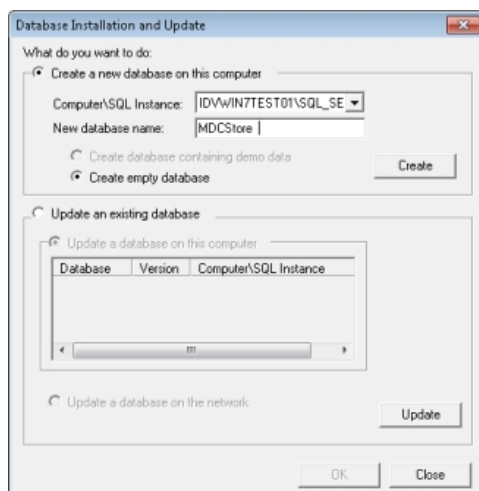 Database Installation and Update
What do you want to do:
Create a new database on this computer
Computer\SQL Instance: IDVWIN7TEST01\SQL_SE
New database name: MDCStore
Create database containing demo data
Create empty database
Create
Update an existing database
Update a database on this computer
Database Version Computer\SQL Instance
Update a database on the network
Update
OK Close